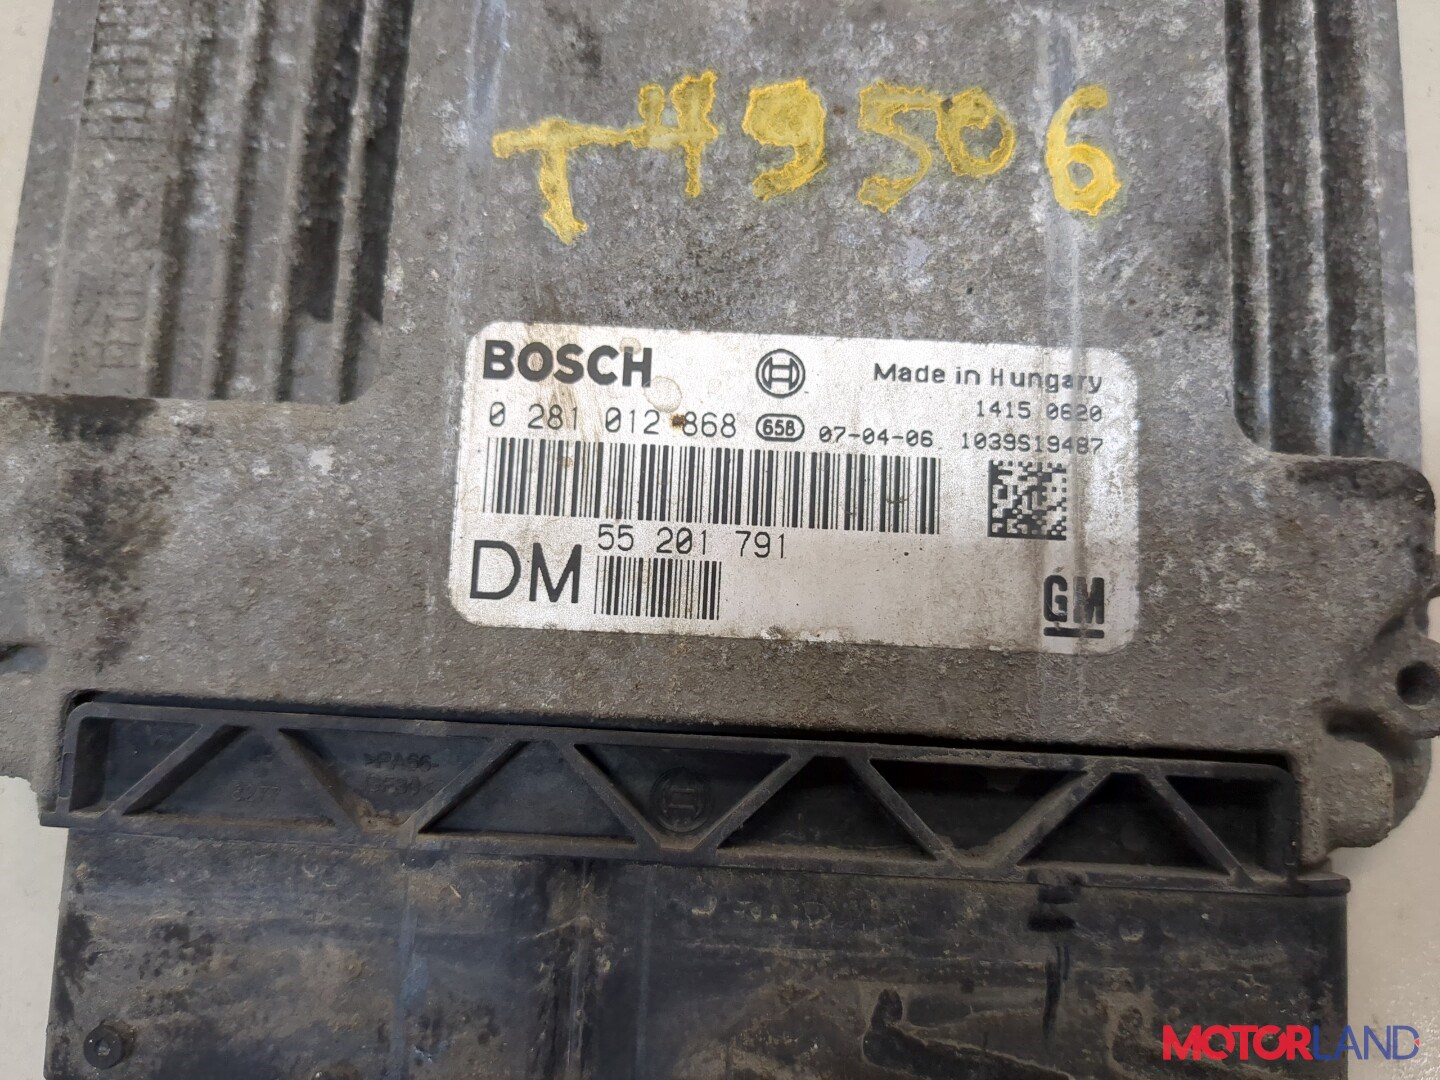 T49506
BOSCH
Made in Hungary
1415 0620
0 281 012 868 658 07-04-06 1039S19487
55 201 791
DM
GM
>PA66-
MOTORLAND